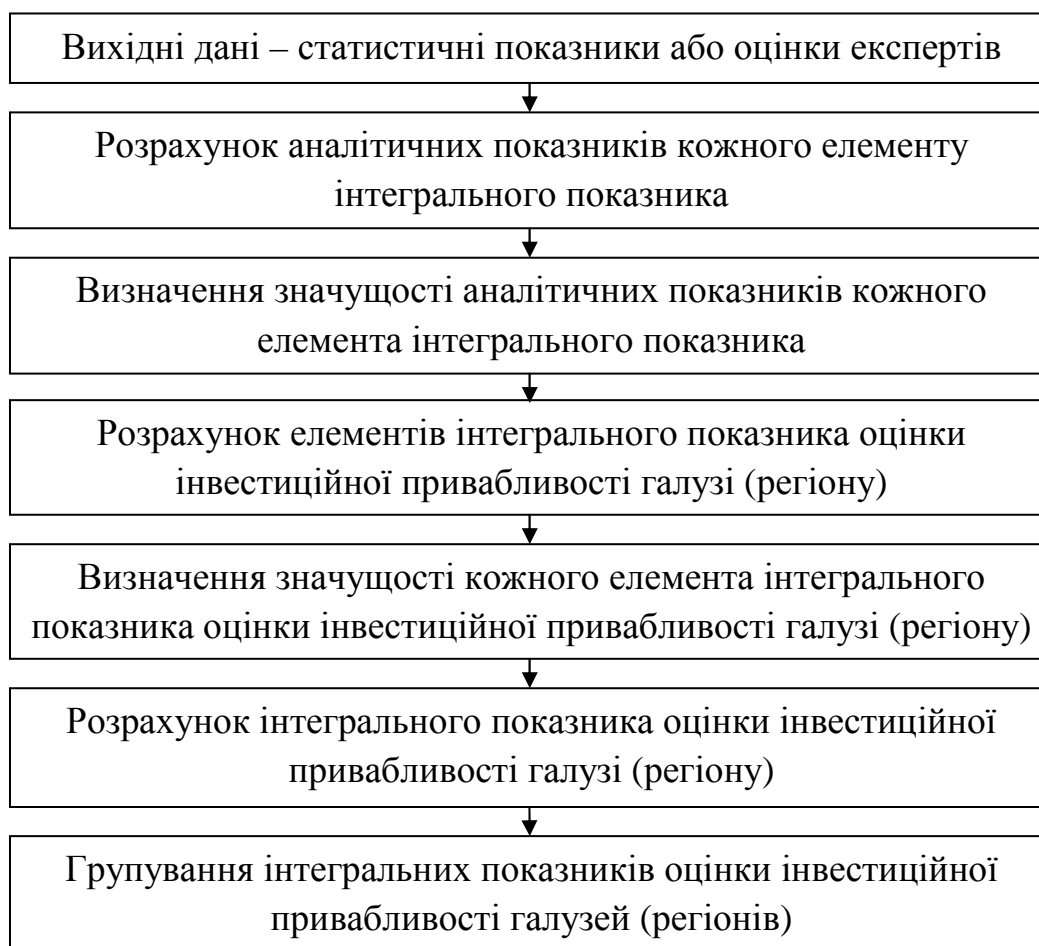 Вихідні дані – статистичні показники або оцінки експертів
Розрахунок аналітичних показників кожного елементу
інтегрального показника
Визначення значущості аналітичних показників кожного
елемента інтегрального показника
Розрахунок елементів інтегрального показника оцінки
інвестиційної привабливості галузі (регіону)
Визначення значущості кожного елемента інтегрального
показника оцінки інвестиційної привабливості галузі (регіону)
Розрахунок інтегрального показника оцінки інвестиційної
привабливості галузі (регіону)
Групування інтегральних показників оцінки інвестиційної
привабливості галузей (регіонів)